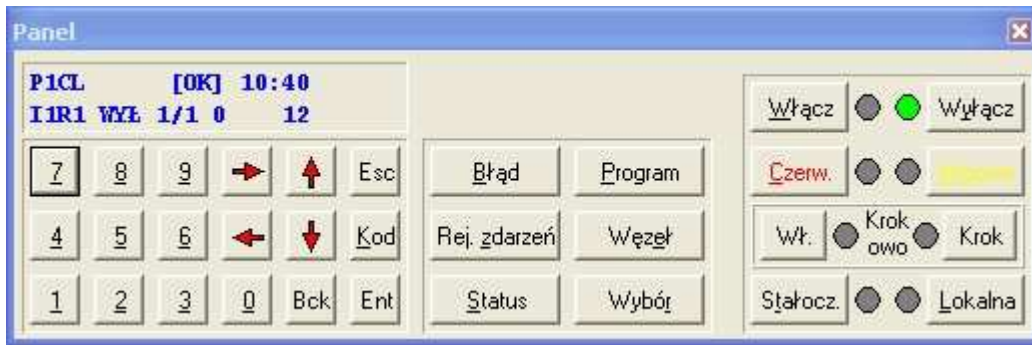 Panel
P1CL [OK] 10:40
I1R1 WYŁ 1/1 0 12
7 8 9 Esc
4 5 6 Kod
1 2 3 0 Bck Ent
Błąd Program
Rej. zdarzeń Węzeł
Status Wybór
Włącz Wyłącz
Czerw.
Wł. Krok owo Krok
Stałocz. Lokalna